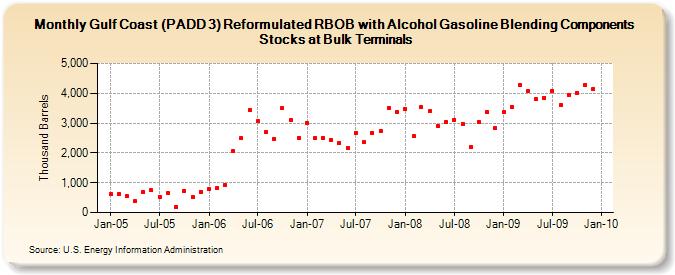 Monthly Gulf Coast (PADD 3) Reformulated RBOB with Alcohol Gasoline Blending Components
Stocks at Bulk Terminals
Thousand Barrels
5,000
4,000
3,000
2,000
1,000
0
Jan-05 Jul-05 Jan-06 Jul-06 Jan-07 Jul-07 Jan-08 Jul-08 Jan-09 Jul-09 Jan-10
Source: U.S. Energy Information Administration